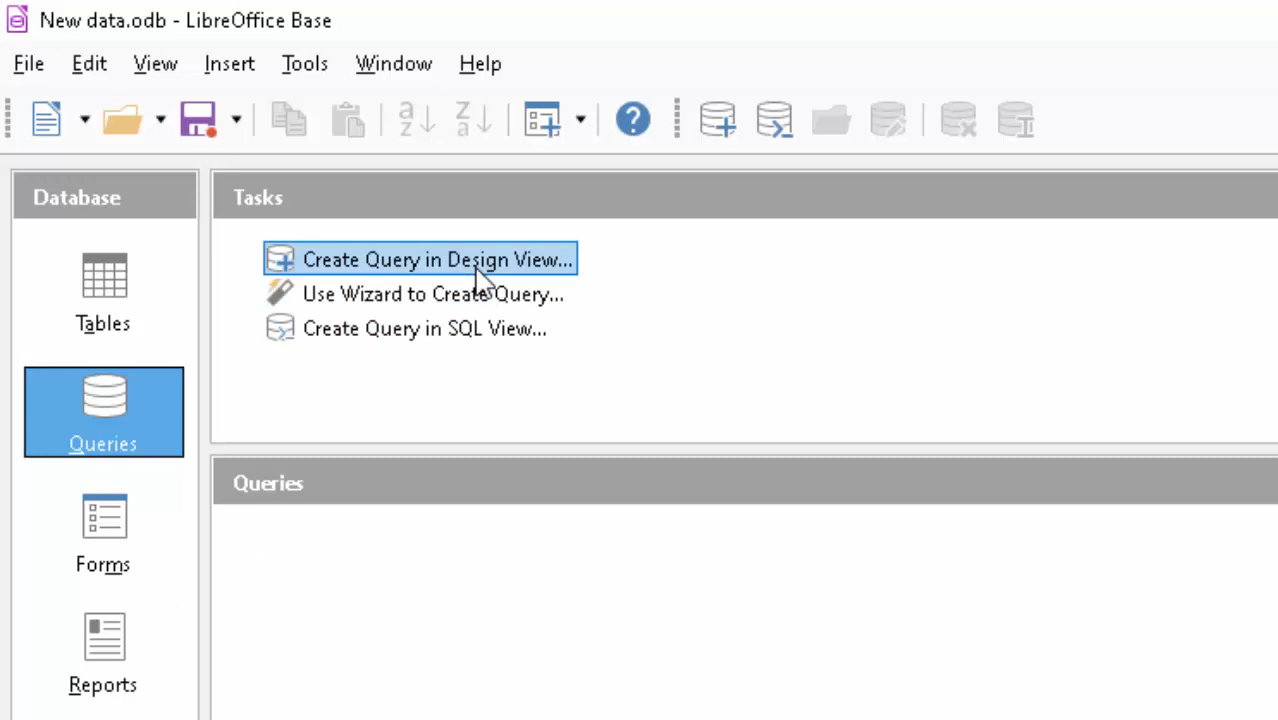 New data.odb - LibreOffice Base
File Edit View Insert Tools Window Help
Database
Tables
Queries
Forms
Reports
Tasks
Create Query in Design View...
Use Wizard to Create Query...
Create Query in SQL View...
Queries